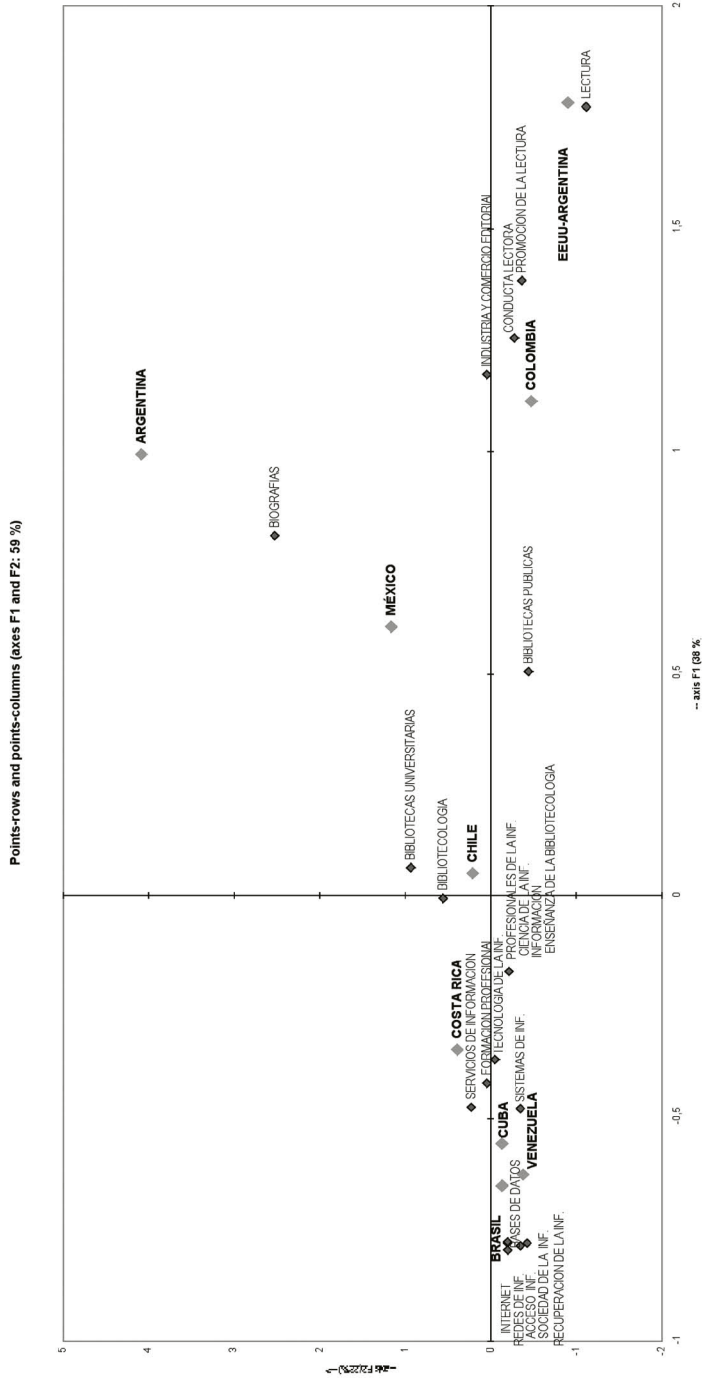 Points-rows and points-columns (axes F1 and F2: 59 %)
5
4
3
2
1
0
-1
-2
ARGENTINA
BIOGRAFIAS
MÉXICO
BIBLIOTECAS UNIVERSITARIAS
BIBLIOTECOLOGIA
CHILE
COSTA RICA
SERVICIOS DE INFORMACION
FORMACION PROFESIONAL
TECNOLOGIA DE LA INF.
INDUSTRIA Y COMERCIO EDITORIAL
CONDUCTA LECTORA
PROMOCION DE LA LECTURA
COLOMBIA
EEUU-ARGENTINA
LECTURA
BIBLIOTECAS PUBLICAS
PROFESIONALES DE LA INF.
CIENCIA DE LA INF.
INFORMACION
ENSEÑANZA DE LA BIBLIOTECOLOGIA
SISTEMAS DE INF.
CUBA
VENEZUELA
BRASIL
BASES DE DATOS
INTERNET
REDES DE INF.
ACCESO INF.
SOCIEDAD DE LA INF.
RECUPERACION DE LA INF.
-1
-0,5
0
0,5
1
1,5
2
-- axis F1 (38 %